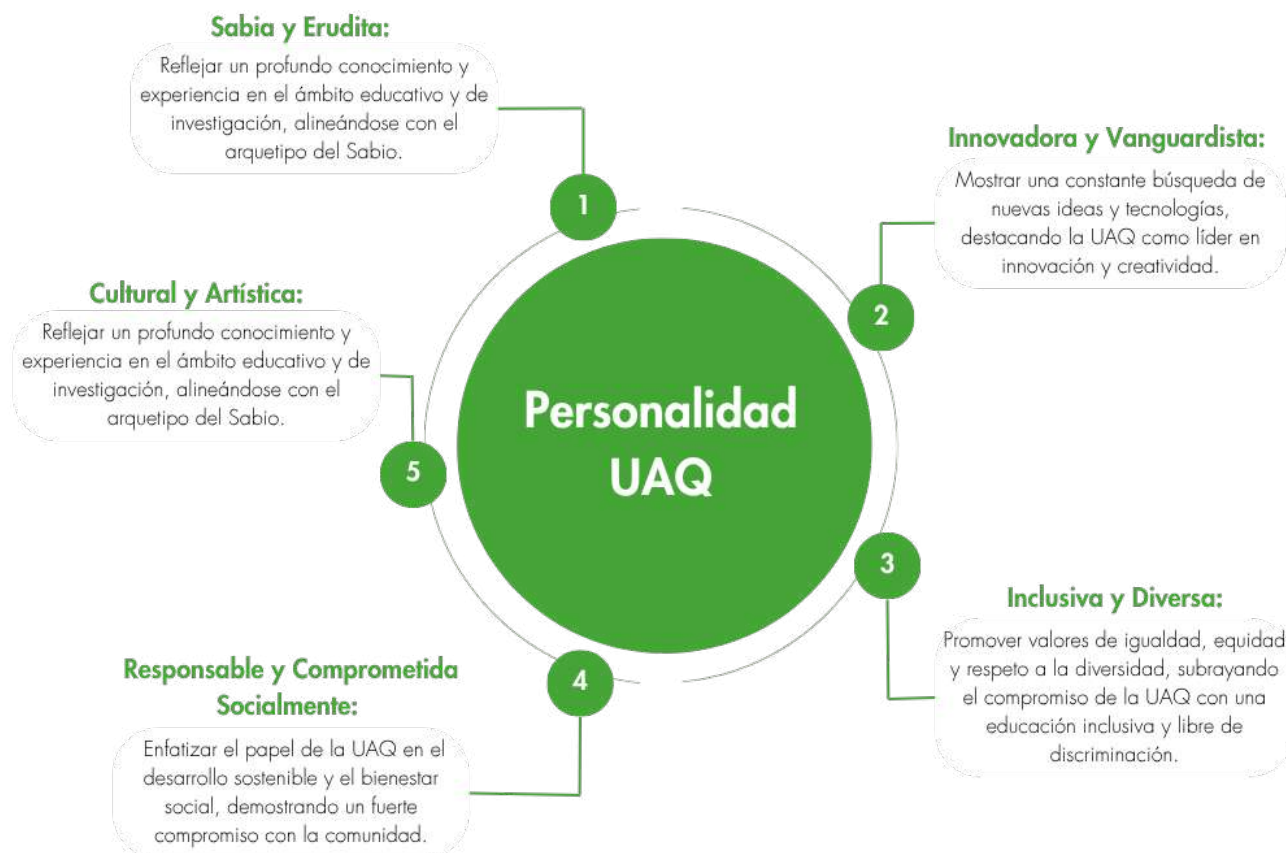 Sabia y Erudita:
Reflejar un profundo conocimiento y
experiencia en el ámbito educativo y de
investigación, alineándose con el
arquetipo del Sabio.
1
Innovadora y Vanguardista:
Mostrar una constante búsqueda de
nuevas ideas y tecnologías,
destacando la UAQ como líder en
innovación y creatividad.
2
Personalidad
UAQ
Inclusiva y Diversa:
Promover valores de igualdad, equidad
y respeto a la diversidad, subrayando
el compromiso de la UAQ con una
educación inclusiva y libre de
discriminación.
3
Responsable y Comprometida
Socialmente:
Enfatizar el papel de la UAQ en el
desarrollo sostenible y el bienestar
social, demostrando un fuerte
compromiso con la comunidad.
4
Cultural y Artística:
Reflejar un profundo conocimiento y
experiencia en el ámbito educativo y de
investigación, alineándose con el
arquetipo del Sabio.
5